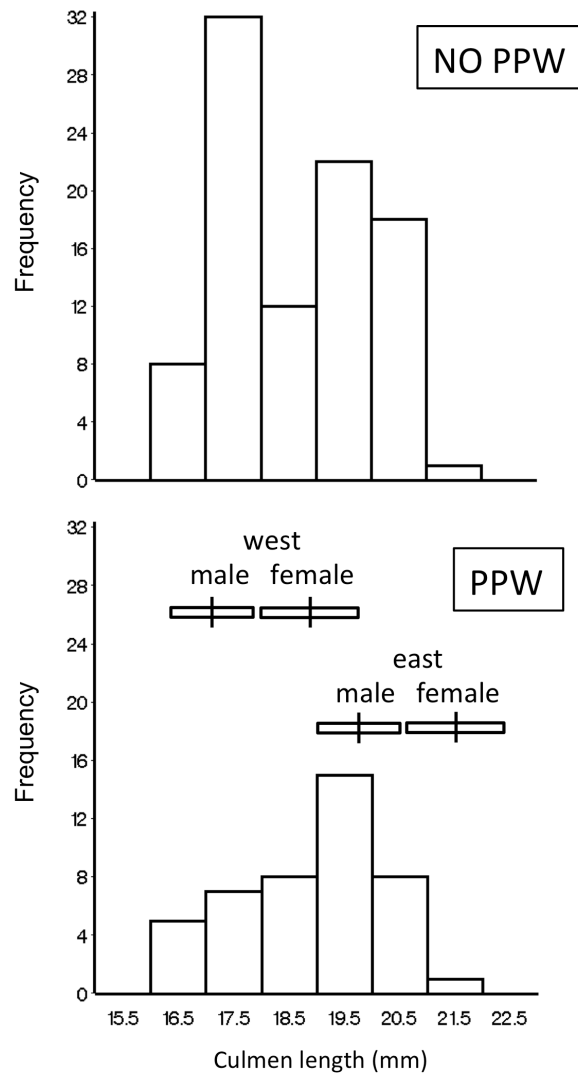 32
28
24
20
16
12
8
4
0
Frequency
NO PPW
32
28
24
20
16
12
8
4
0
Frequency
PPW
west
male female
east
male female
15.5 16.5 17.5 18.5 19.5 20.5 21.5 22.5
Culmen length (mm)